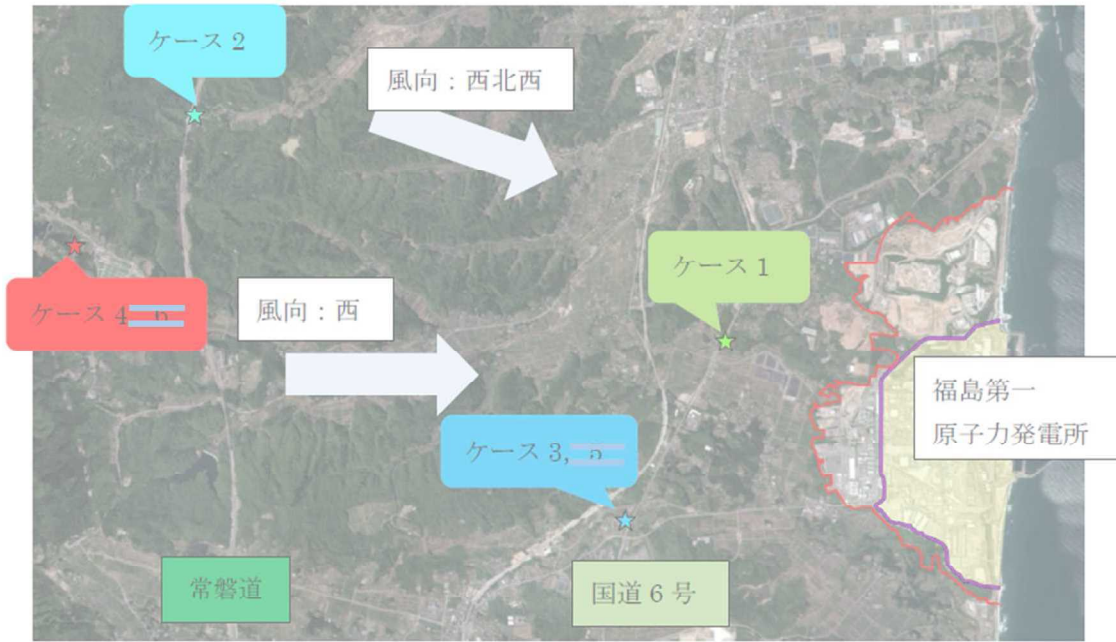 ケース 2
風向：西北西
ケース 1
ケース 4
風向：西
福島第一
原子力発電所
ケース 3,
常磐道
国道 6 号